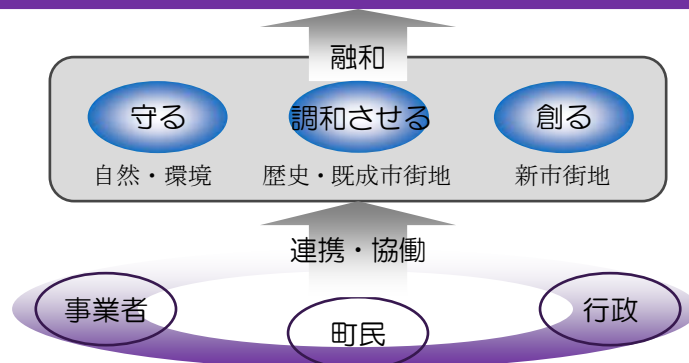 融和
守る
調和させる
創る
自然・環境
歴史・既成市街地
新市街地
連携・協働
事業者
町民
行政